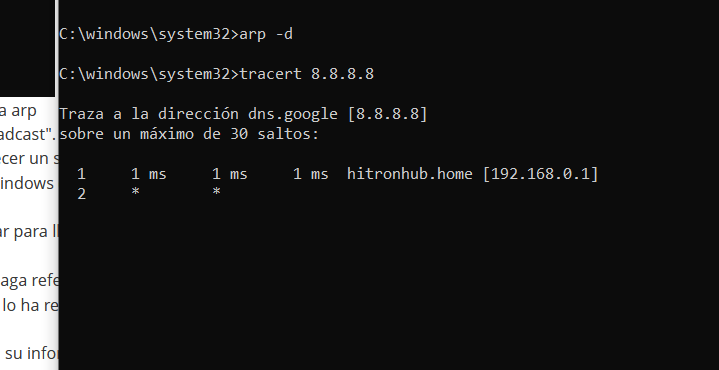 C:\windows\system32>arp -d
C:\windows\system32>tracert 8.8.8.8
Traza a la dirección dns.google [8.8.8.8]
a arp
sobre un máximo de 30 saltos:
adcast".
cer un s
1 1 ms 1 ms 1 ms hitronhub.home [192.168.0.1]
indows
2 * *
ar para ll
aga refe
lo ha re
su infor